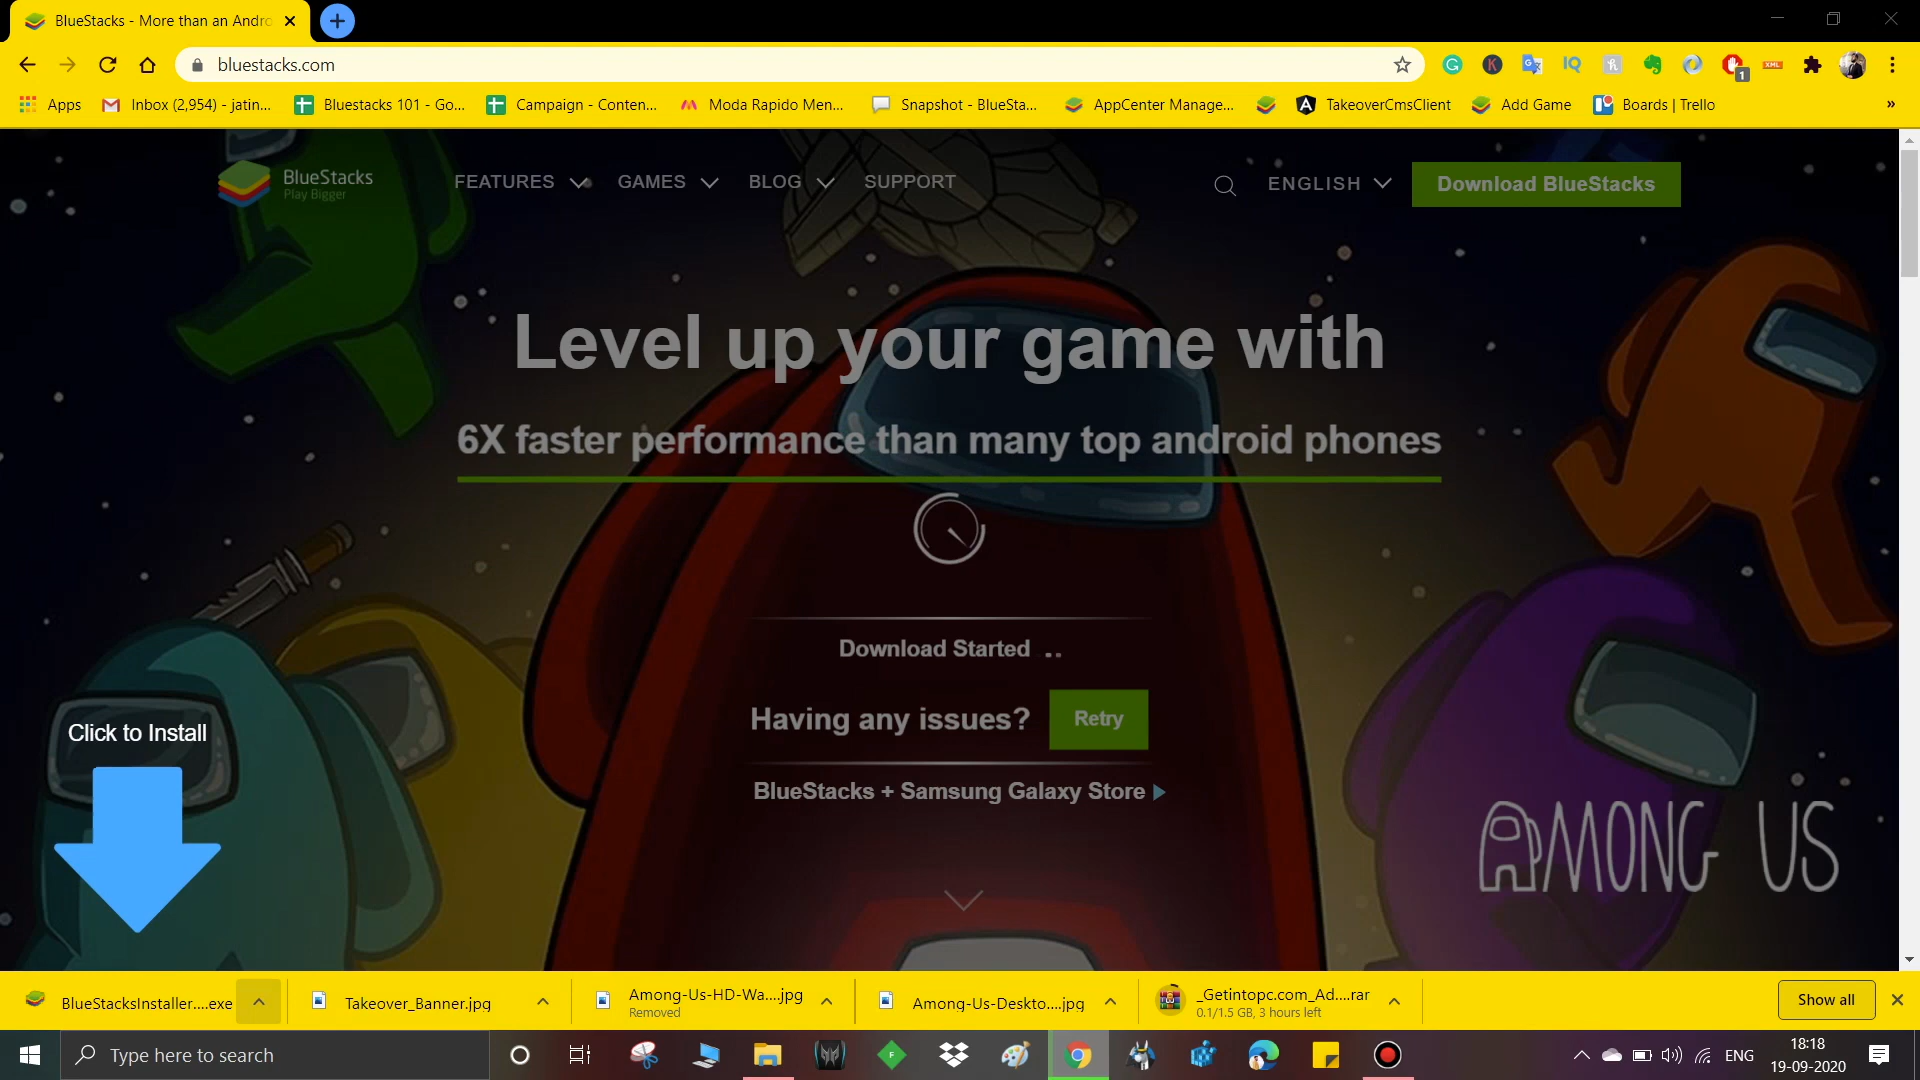 BlueStacks - More than an Andro
bluestacks.com
1
Apps
Inbox (2,954) - jatin...
Bluestacks 101 - Go...
Campaign - Conten...
Moda Rapido Men...
Snapshot - BlueSta...
AppCenter Manage...
TakeoverCmsClient
Add Game
Boards | Trello
»
BlueStacks
Play Bigger
FEATURES
GAMES
BLOG
SUPPORT
ENGLISH
Download BlueStacks
Level up your game with
6X faster performance than many top android phones
Download Started ..
Having any issues?
Retry
BlueStacks + Samsung Galaxy Store
Click to Install
AMONG US
BlueStacksInstaller....exe
Takeover_Banner.jpg
Among-Us-HD-Wa....jpg
Removed
Among-Us-Deskto....jpg
_Getintopc.com_Ad....rar
0.1/1.5 GB, 3 hours left
Show all
Type here to search
ENG
18:18
19-09-2020